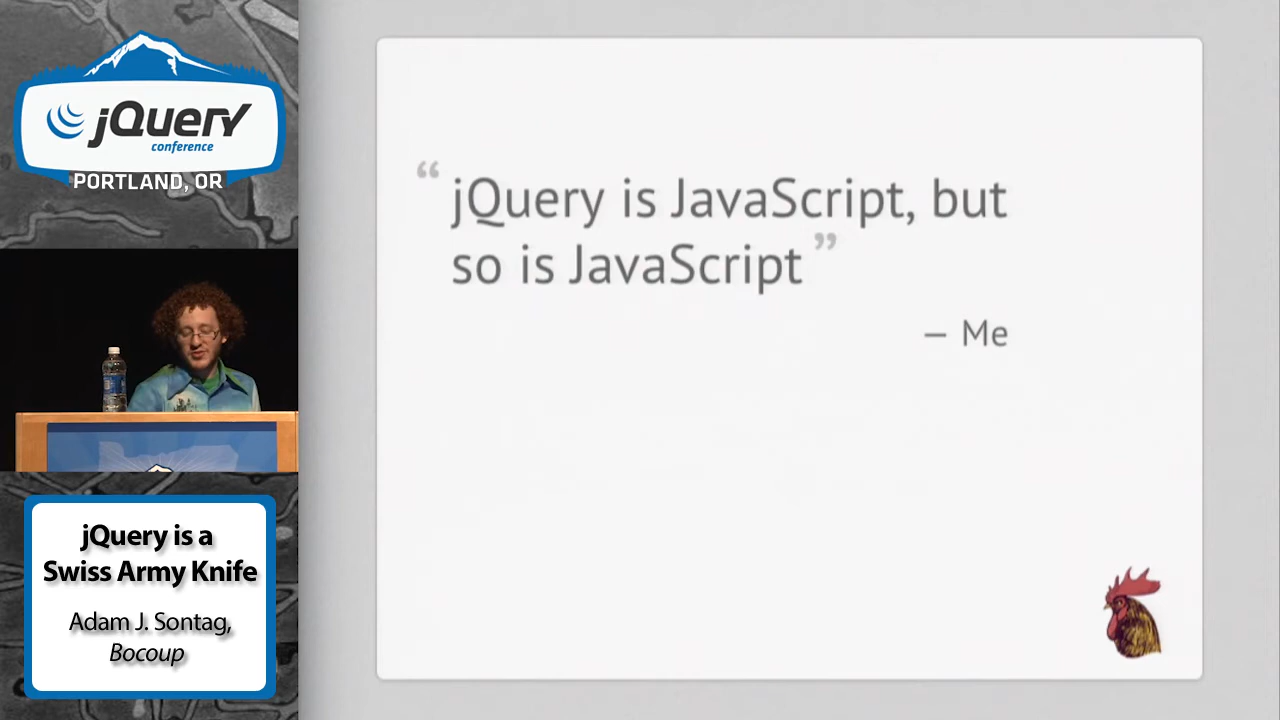 jQuery
conference
PORTLAND, OR
“jQuery is JavaScript, but
so is JavaScript”
— Me
jQuery is a
Swiss Army Knife
Adam J. Sontag,
Bocoup